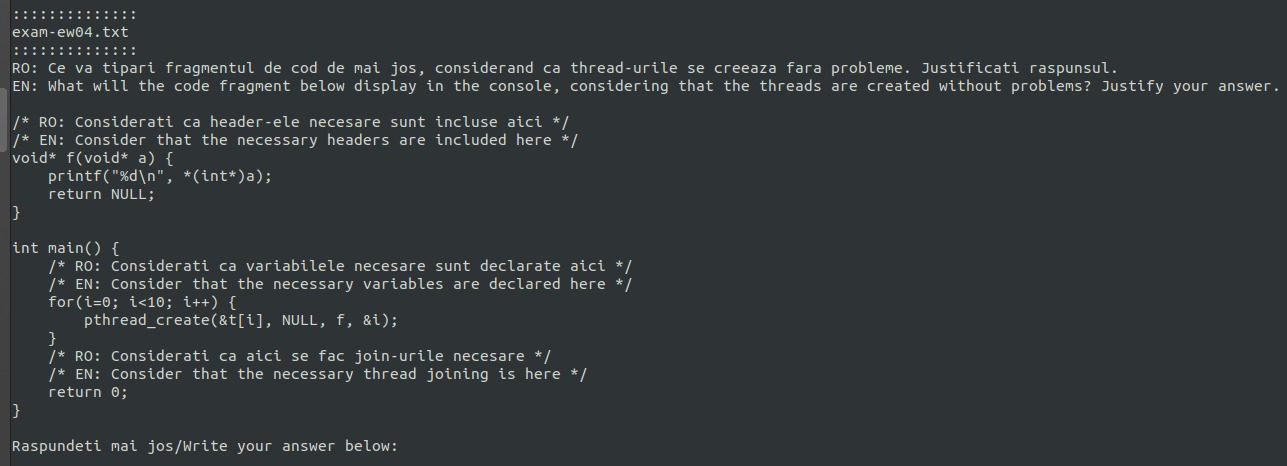 ::::::::::::::
exam-ew04.txt
::::::::::::::
RO: Ce va tipari fragmentul de cod de mai jos, considerand ca thread-urile se creeaza fara probleme. Justificati raspunsul.
EN: What will the code fragment below display in the console, considering that the threads are created without problems? Justify your answer.

/* RO: Considerati ca header-ele necesare sunt incluse aici */
/* EN: Consider that the necessary headers are included here */
void* f(void* a) {
    printf("%d\n", *(int*)a);
    return NULL;
}

int main() {
    /* RO: Considerati ca variabilele necesare sunt declarate aici */
    /* EN: Consider that the necessary variables are declared here */
    for(i=0; i<10; i++) {
        pthread_create(&t[i], NULL, f, &i);
    }
    /* RO: Considerati ca aici se fac join-urile necesare */
    /* EN: Consider that the necessary thread joining is here */
    return 0;
}

Raspundeti mai jos/Write your answer below: